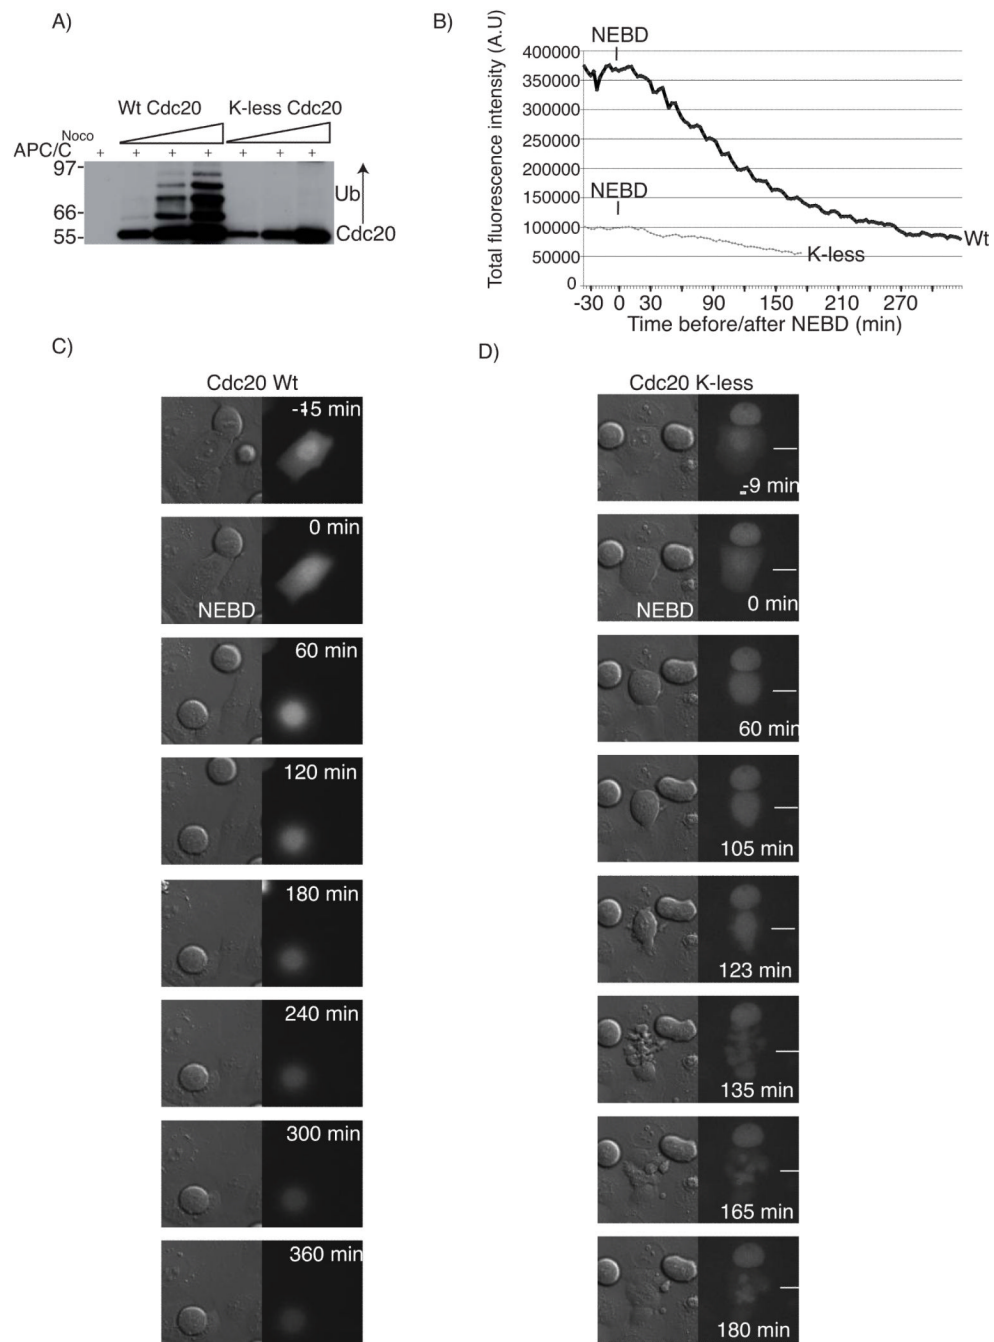 A)
Wt Cdc20 K-less Cdc20
APC/C Noco + + + + + + +
97-
Ub
66-
55- Cdc20
B)
Total fluorescence intensity (A.U)
NEBD
400000
350000
300000
250000
200000
150000
100000
50000
0
NEBD
Wt
K-less
-30 0 30 90 150 210 270
Time before/after NEBD (min)
C)
Cdc20 Wt
-15 min
0 min
NEBD
60 min
120 min
180 min
240 min
300 min
360 min
D)
Cdc20 K-less
-9 min
NEBD
0 min
60 min
105 min
123 min
135 min
165 min
180 min